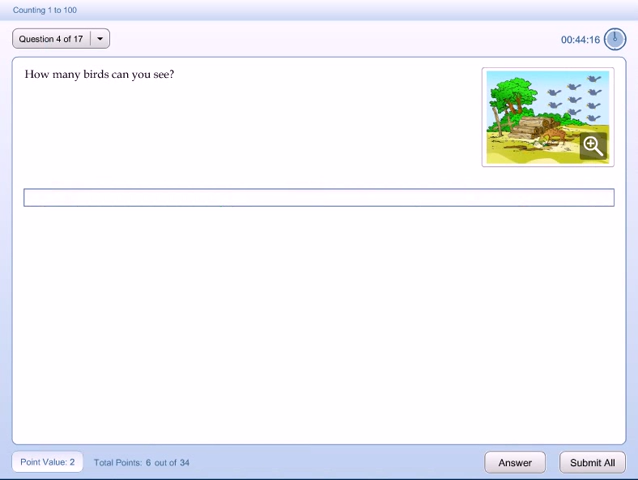 Counting 1 to 100
Question 4 of 17
00:44:16
How many birds can you see?
Point Value: 2
Total Points: 6 out of 34
Answer
Submit All